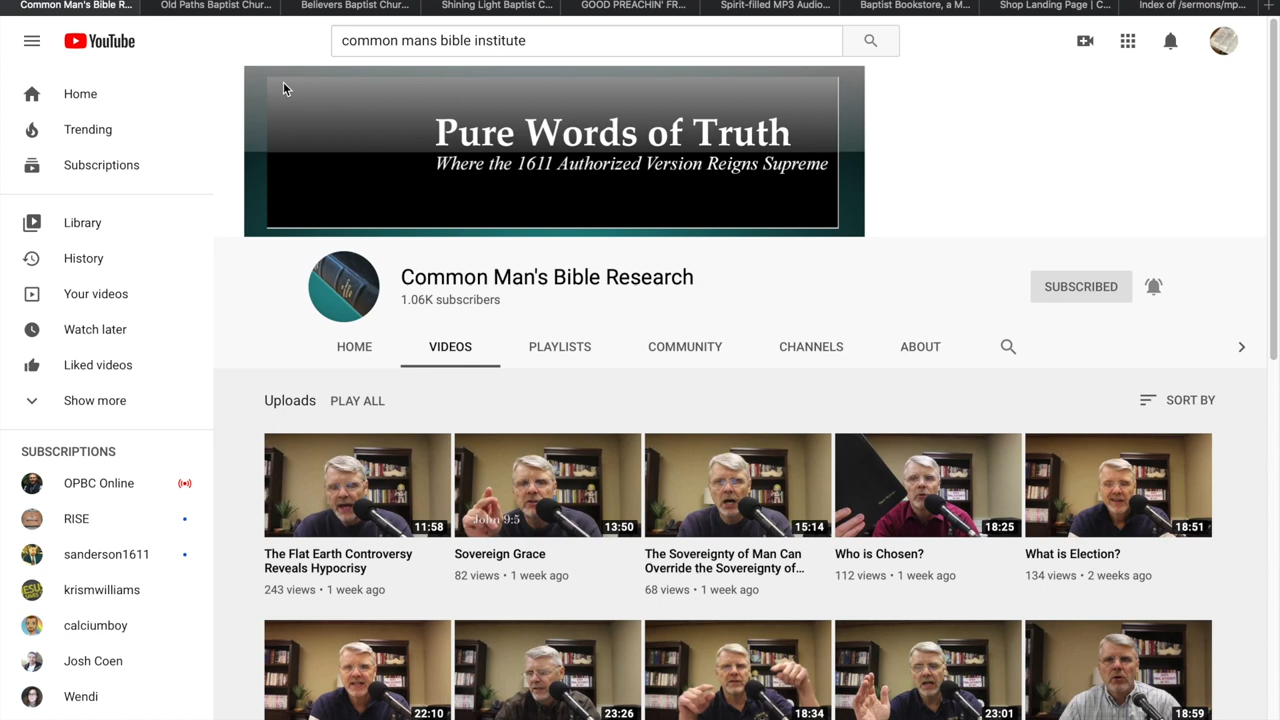 Common Man's Bible R...
Old Paths Baptist Chur...
Believers Baptist Chur...
Shining Light Baptist C...
GOOD PREACHIN' FR...
Spirit-filled MP3 Audio...
Baptist Bookstore, a M...
Shop Landing Page | C...
Index of /sermons/mp...
YouTube
common mans bible institute
Home
Trending
Subscriptions
Library
History
Your videos
Watch later
Liked videos
Show more
SUBSCRIPTIONS
OPBC Online
RISE
sanderson1611
krismwilliams
calciumboy
Josh Coen
Wendi
Pure Words of Truth
Where the 1611 Authorized Version Reigns Supreme
Common Man's Bible Research
1.06K subscribers
SUBSCRIBED
HOME
VIDEOS
PLAYLISTS
COMMUNITY
CHANNELS
ABOUT
Uploads
PLAY ALL
SORT BY
11:58
The Flat Earth Controversy
Reveals Hypocrisy
243 views • 1 week ago
John 9:5
13:50
Sovereign Grace
82 views • 1 week ago
15:14
The Sovereignty of Man Can
Override the Sovereignty of...
68 views • 1 week ago
18:25
Who is Chosen?
112 views • 1 week ago
18:51
What is Election?
134 views • 2 weeks ago
22:10
23:26
18:34
23:01
18:59